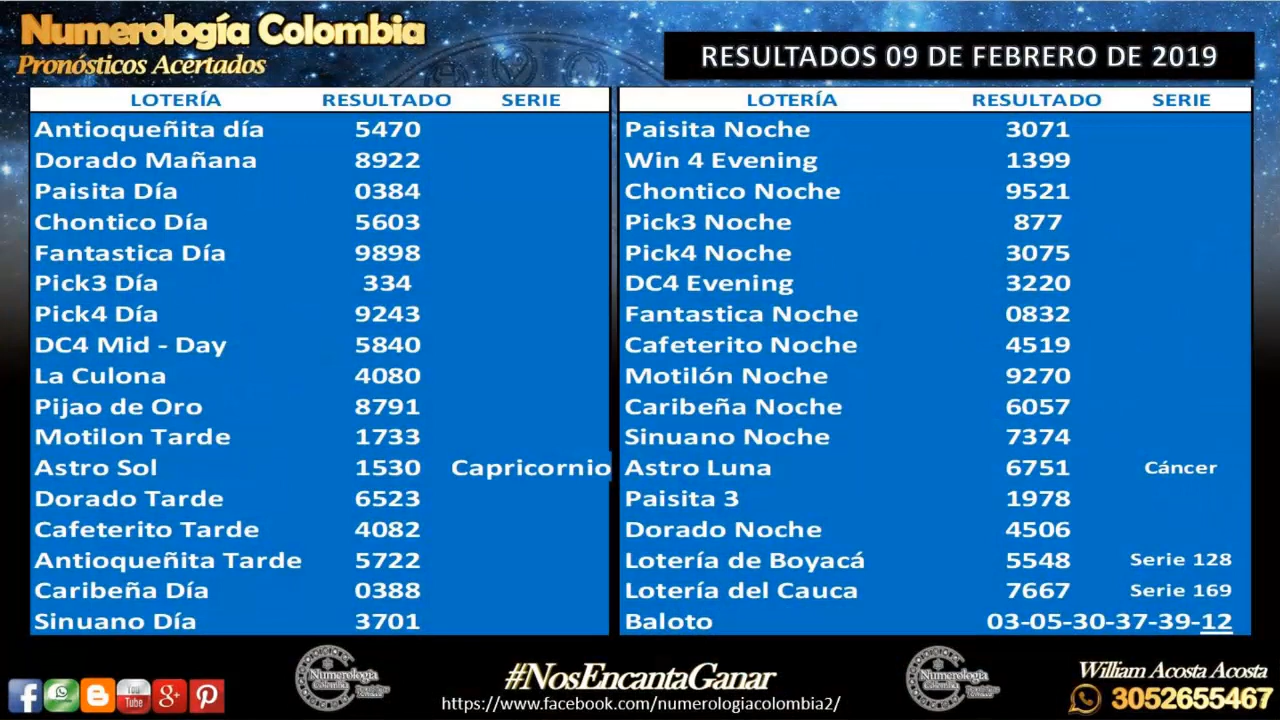 Numerología Colombia
Pronósticos Acertados
RESULTADOS 09 DE FEBRERO DE 2019
LOTERÍA RESULTADO SERIE
Antioqueñita día 5470
Dorado Mañana 8922
Paisita Día 0384
Chontico Día 5603
Fantastica Día 9898
Pick3 Día 334
Pick4 Día 9243
DC4 Mid - Day 5840
La Culona 4080
Pijao de Oro 8791
Motilon Tarde 1733
Astro Sol 1530 Capricornio
Dorado Tarde 6523
Cafeterito Tarde 4082
Antioqueñita Tarde 5722
Caribeña Día 0388
Sinuano Día 3701
LOTERÍA RESULTADO SERIE
Paisita Noche 3071
Win 4 Evening 1399
Chontico Noche 9521
Pick3 Noche 877
Pick4 Noche 3075
DC4 Evening 3220
Fantastica Noche 0832
Cafeterito Noche 4519
Motilón Noche 9270
Caribeña Noche 6057
Sinuano Noche 7374
Astro Luna 6751 Cáncer
Paisita 3 1978
Dorado Noche 4506
Lotería de Boyacá 5548 Serie 128
Lotería del Cauca 7667 Serie 169
Baloto 03-05-30-37-39-12
You Tube
g+
Numerología
Colombia
#NosEncantaGanar
https://www.facebook.com/numerologiacolombia2/
Numerología
Colombia
William Acosta Acosta
3052655467